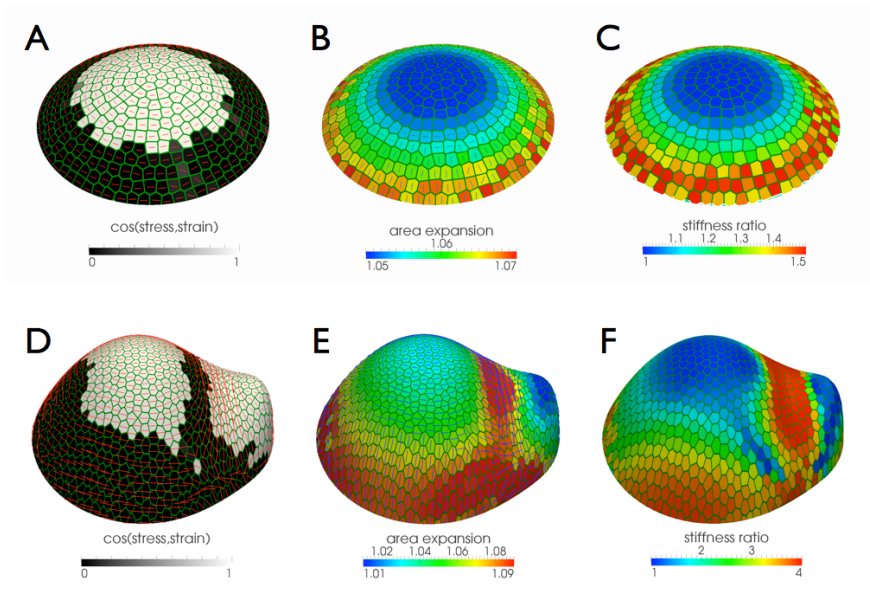 A B C
cos(stress,strain)
0 1
area expansion
1.06
1.05 1.07
stiffness ratio
1.1 1.2 1.3 1.4
1 1.5
D E F
cos(stress,strain)
0 1
area expansion
1.02 1.04 1.06 1.08
1.01 1.09
stiffness ratio
2 3
1 4